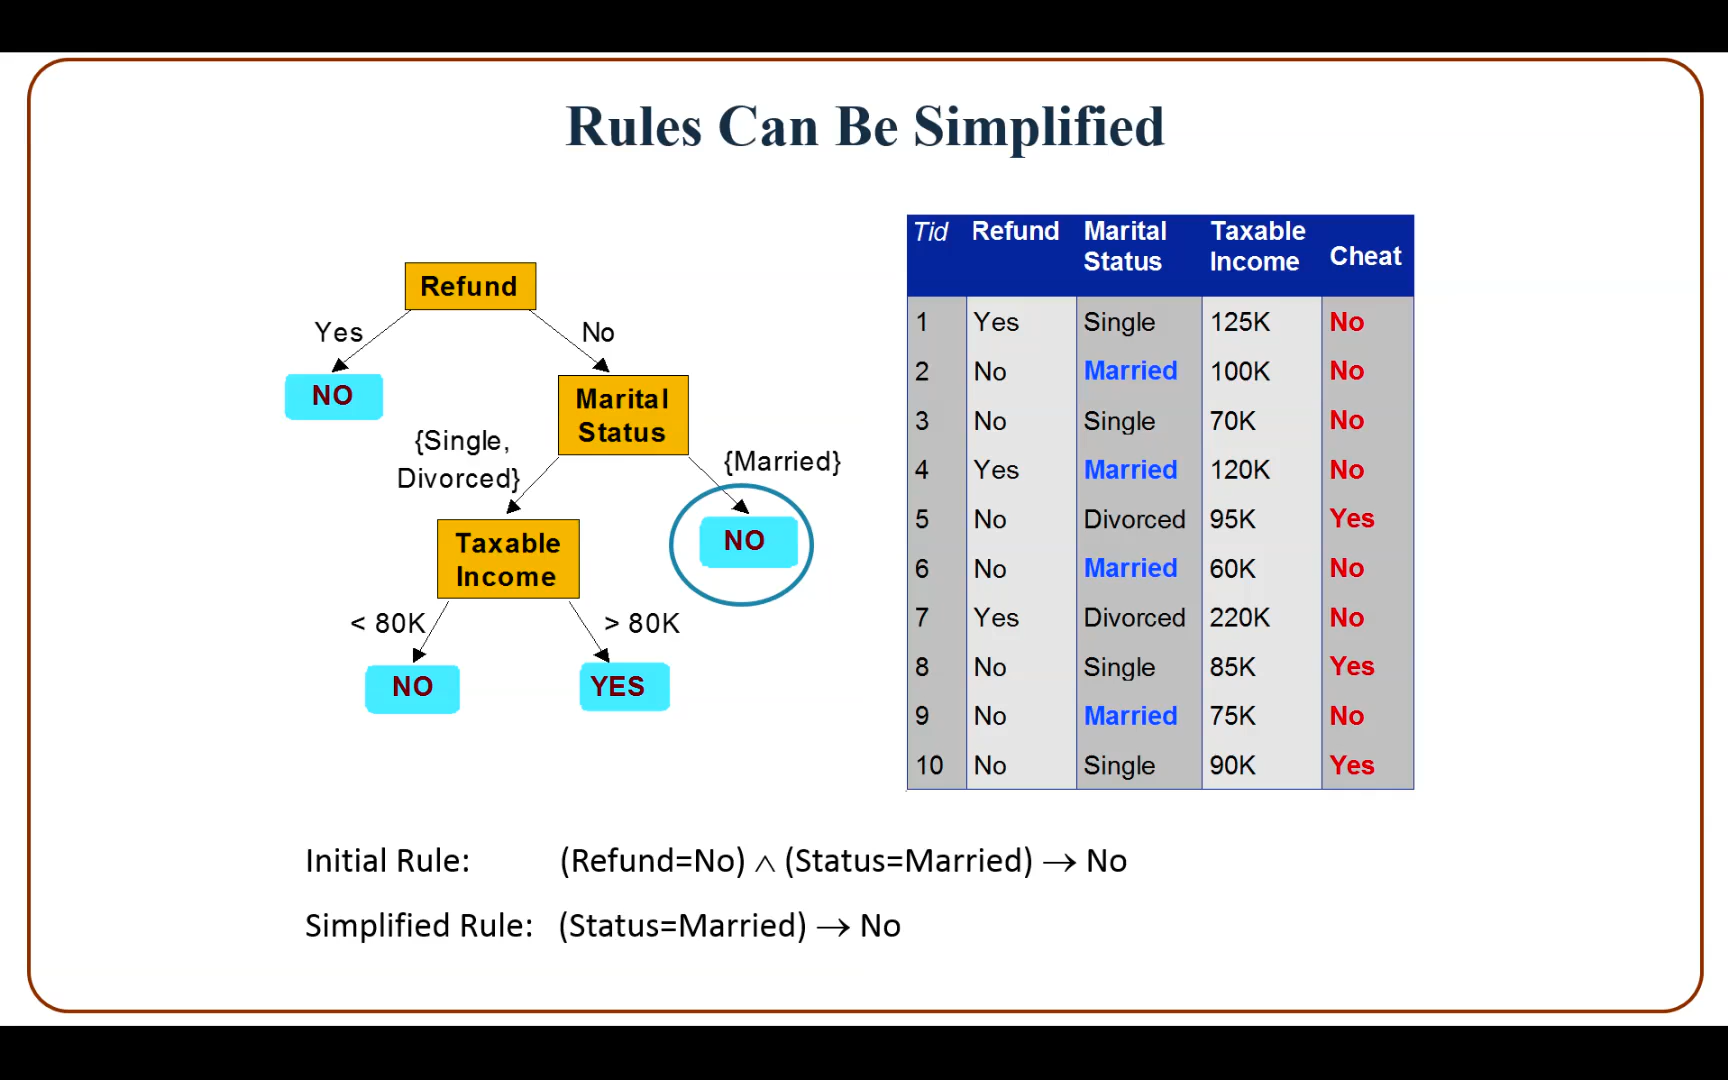 Rules Can Be Simplified
Refund
Yes
No
NO
Marital
Status
{Single,
Divorced}
{Married}
Taxable
Income
NO
< 80K
> 80K
NO
YES
Tid Refund Marital Status Taxable Income Cheat
1 Yes Single 125K No
2 No Married 100K No
3 No Single 70K No
4 Yes Married 120K No
5 No Divorced 95K Yes
6 No Married 60K No
7 Yes Divorced 220K No
8 No Single 85K Yes
9 No Married 75K No
10 No Single 90K Yes
Initial Rule: (Refund=No) ∧ (Status=Married) → No
Simplified Rule: (Status=Married) → No